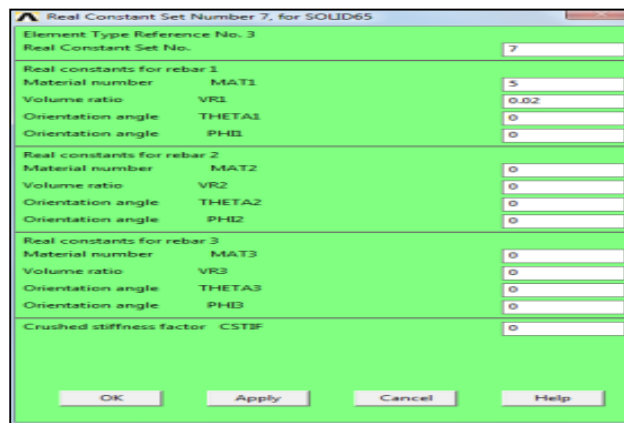 Real Constant Set Number 7, for SOLID65
Element Type Reference No. 3
Real Constant Set No. 7
Real constants for rebar 1
Material number MAT1 5
Volume ratio VR1 0.02
Orientation angle THETA1 0
Orientation angle PHI1 0
Real constants for rebar 2
Material number MAT2 0
Volume ratio VR2 0
Orientation angle THETA2 0
Orientation angle PHI2 0
Real constants for rebar 3
Material number MAT3 0
Volume ratio VR3 0
Orientation angle THETA3 0
Orientation angle PHI3 0
Crushed stiffness factor CSTIF 0
OK Apply Cancel Help